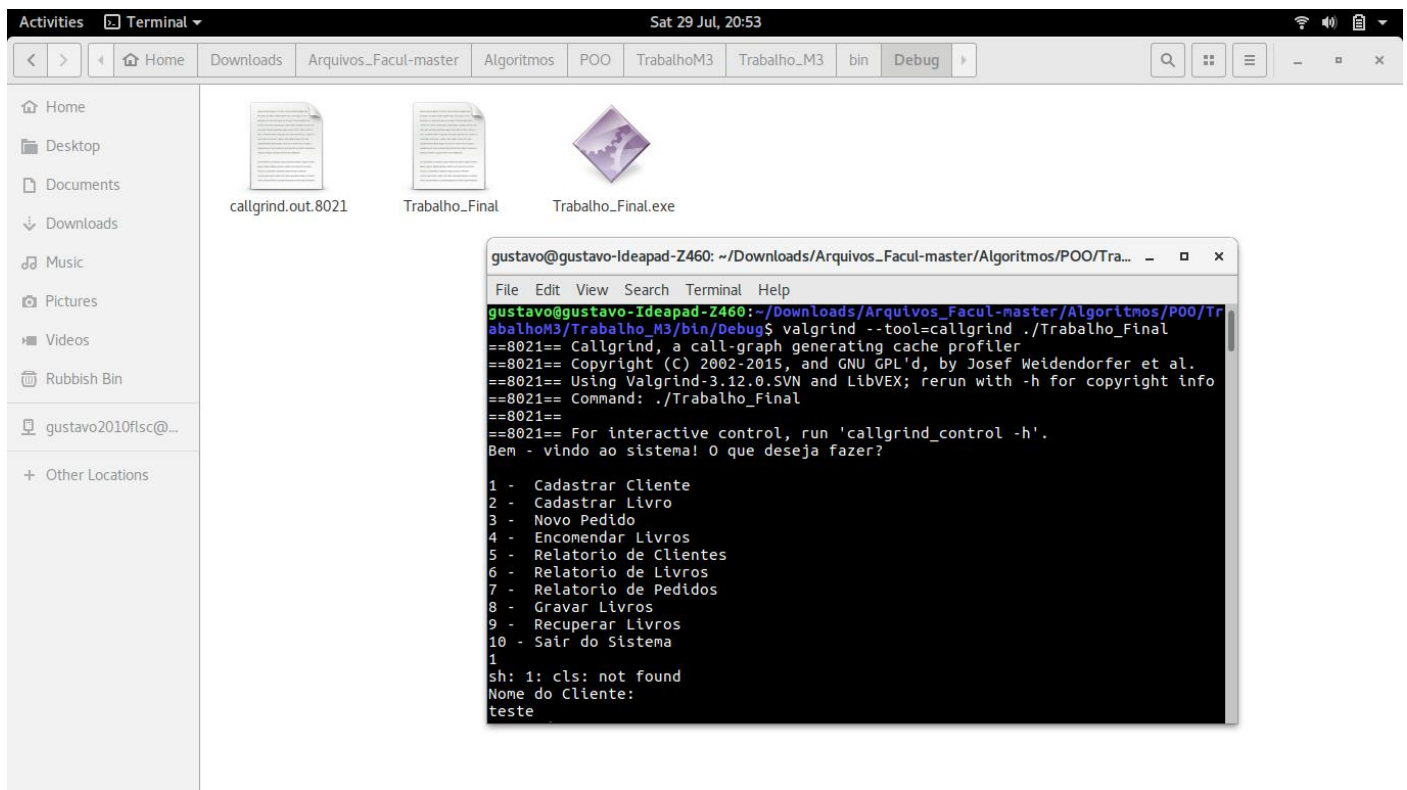 Activities Terminal Sat 29 Jul, 20:53
Home Downloads Arquivos_Facul-master Algoritmos POO TrabalhoM3 Trabalho_M3 bin Debug
Home
Desktop
Documents
Downloads
Music
Pictures
Videos
Rubbish Bin
gustavo2010flsc@...
+ Other Locations
callgrind.out.8021 Trabalho_Final Trabalho_Final.exe
gustavo@gustavo-Ideapad-Z460: ~/Downloads/Arquivos_Facul-master/Algoritmos/POO/Tra...
File Edit View Search Terminal Help
gustavo@gustavo-Ideapad-Z460:~/Downloads/Arquivos_Facul-master/Algoritmos/POO/Tr
abalhoM3/Trabalho_M3/bin/Debug$ valgrind --tool=callgrind ./Trabalho_Final
==8021== Callgrind, a call-graph generating cache profiler
==8021== Copyright (C) 2002-2015, and GNU GPL'd, by Josef Weidendorfer et al.
==8021== Using Valgrind-3.12.0.SVN and LibVEX; rerun with -h for copyright info
==8021== Command: ./Trabalho_Final
==8021==
==8021== For interactive control, run 'callgrind_control -h'.
Bem - vindo ao sistema! O que deseja fazer?
1 - Cadastrar Cliente
2 - Cadastrar Livro
3 - Novo Pedido
4 - Encomendar Livros
5 - Relatorio de Clientes
6 - Relatorio de Livros
7 - Relatorio de Pedidos
8 - Gravar Livros
9 - Recuperar Livros
10 - Sair do Sistema
1
sh: 1: cls: not found
Nome do Cliente:
teste